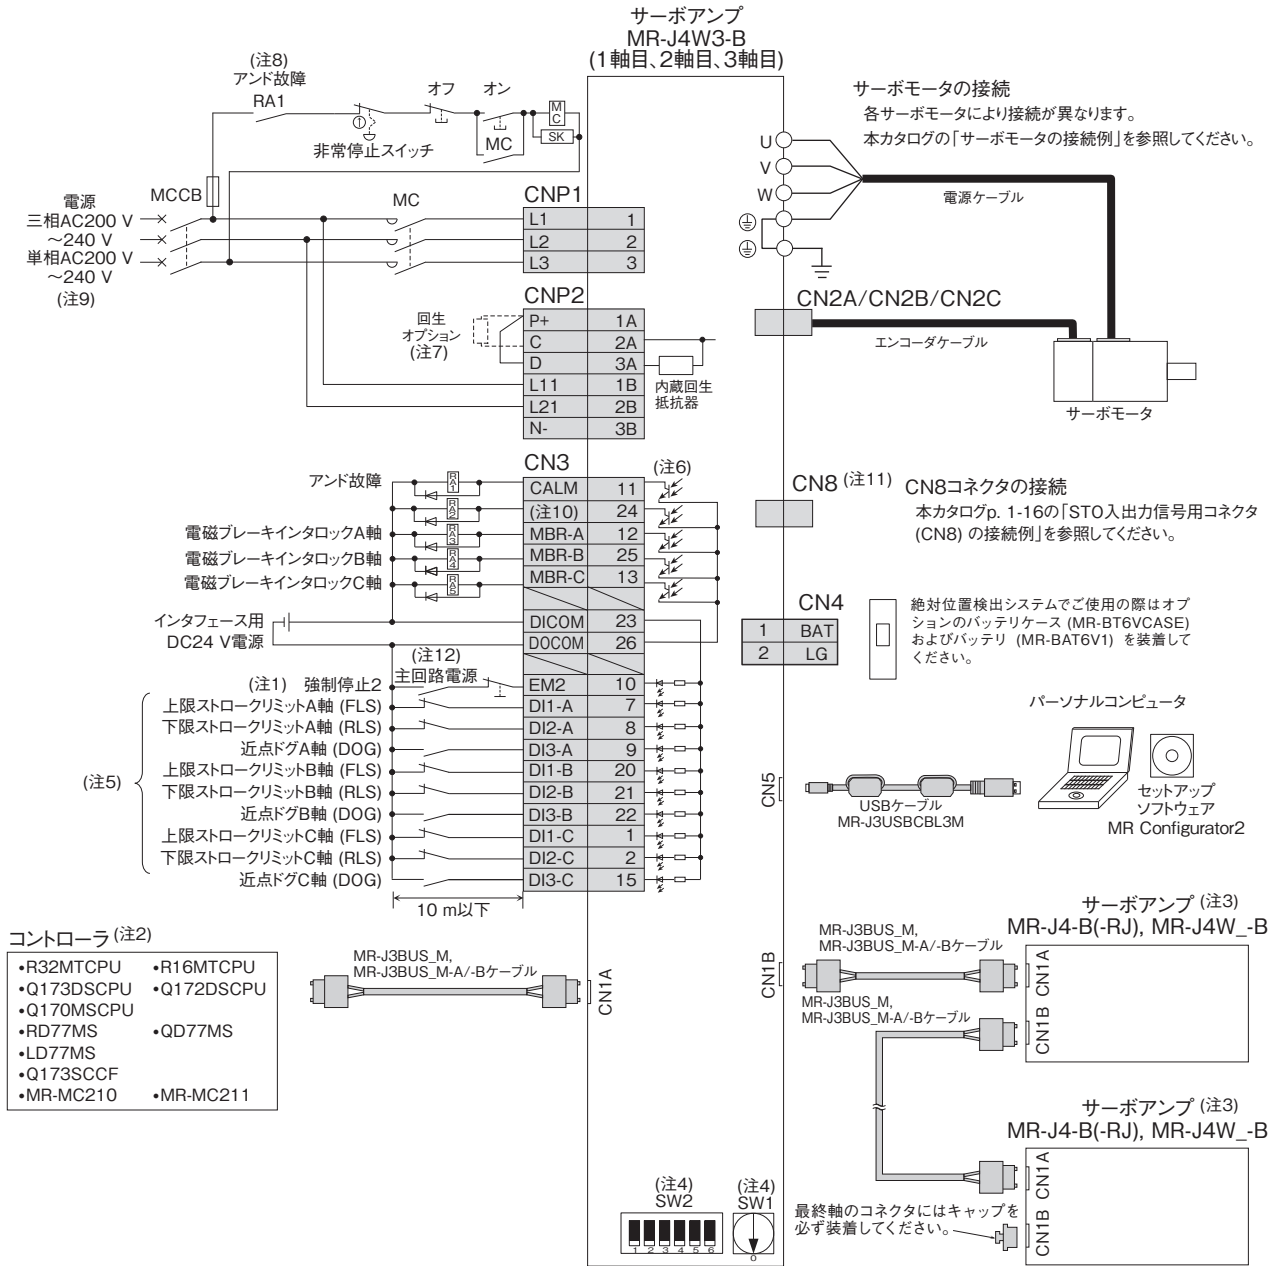 サーボアンプ
MR-J4W3-B
(1軸目、2軸目、3軸目)
(注8)
アンド故障
RA1
オフ
オン
MC
SK
MC
非常停止スイッチ
サーボモータの接続
各サーボモータにより接続が異なります。
本カタログの「サーボモータの接続例」を参照してください。
U
V
W
電源ケーブル
電源
三相AC200 V
~240 V
単相AC200 V
~240 V
(注9)
MCCB
MC
CNP1
L1 1
L2 2
L3 3
CNP2
P+ 1A
C 2A
D 3A
L11 1B
L21 2B
N- 3B
回生
オプション
(注7)
内蔵回生
抵抗器
CN2A/CN2B/CN2C
エンコーダケーブル
サーボモータ
CN3
(注6)
アンド故障 RA1 CALM 11
RA2 (注10) 24
電磁ブレーキインタロックA軸 RA3 MBR-A 12
電磁ブレーキインタロックB軸 RA4 MBR-B 25
電磁ブレーキインタロックC軸 RA5 MBR-C 13
インタフェース用
DC24 V電源
DICOM 23
DOCOM 26
(注12)
主回路電源
(注1) 強制停止2 EM2 10
上限ストロークリミットA軸 (FLS) DI1-A 7
下限ストロークリミットA軸 (RLS) DI2-A 8
近点ドグA軸 (DOG) DI3-A 9
(注5)
上限ストロークリミットB軸 (FLS) DI1-B 20
下限ストロークリミットB軸 (RLS) DI2-B 21
近点ドグB軸 (DOG) DI3-B 22
上限ストロークリミットC軸 (FLS) DI1-C 1
下限ストロークリミットC軸 (RLS) DI2-C 2
近点ドグC軸 (DOG) DI3-C 15
10 m以下
CN8 (注11)
CN8コネクタの接続
本カタログp. 1-16の「STO入出力信号用コネクタ
(CN8) の接続例」を参照してください。
CN4
1 BAT
2 LG
絶対位置検出システムでご使用の際はオプ
ションのバッテリケース (MR-BT6VCASE)
およびバッテリ (MR-BAT6V1) を装着して
ください。
パーソナルコンピュータ
CN5
USBケーブル
MR-J3USBCBL3M
セットアップ
ソフトウェア
MR Configurator2
コントローラ (注2)
•R32MTCPU •R16MTCPU
•Q173DSCPU •Q172DSCPU
•Q170MSCPU
•RD77MS •QD77MS
•LD77MS
•Q173SCCF
•MR-MC210 •MR-MC211
MR-J3BUS_M,
MR-J3BUS_M-A/-Bケーブル
CN1A
CN1B
MR-J3BUS_M,
MR-J3BUS_M-A/-Bケーブル
MR-J3BUS_M,
MR-J3BUS_M-A/-Bケーブル
サーボアンプ (注3)
MR-J4-B(-RJ), MR-J4W_-B
CN1A
CN1B
サーボアンプ (注3)
MR-J4-B(-RJ), MR-J4W_-B
CN1A
CN1B
最終軸のコネクタにはキャップを
必ず装着してください。
(注4)
SW2
1 2 3 4 5 6
(注4)
SW1
0